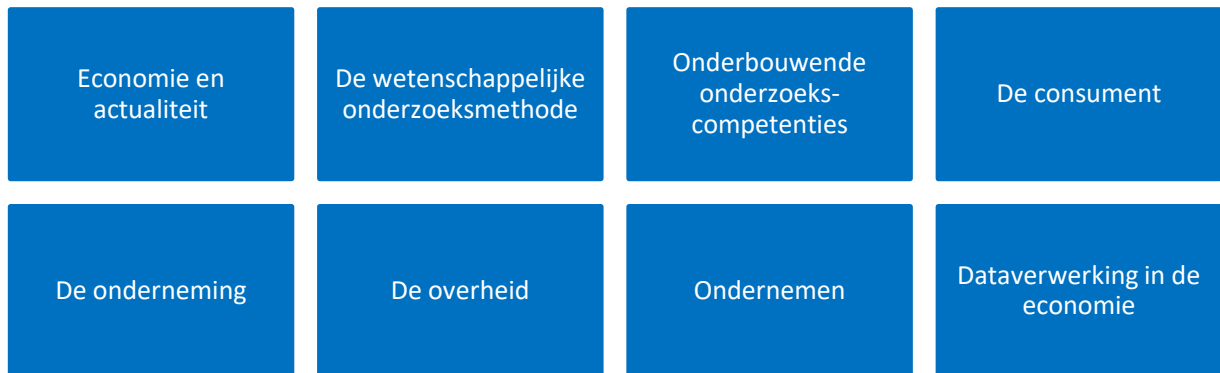 Economie en
actualiteit
De wetenschappelijke
onderzoeksmethode
Onderbouwende
onderzoeks-
competenties
De consument
De onderneming
De overheid
Ondernemen
Dataverwerking in de
economie